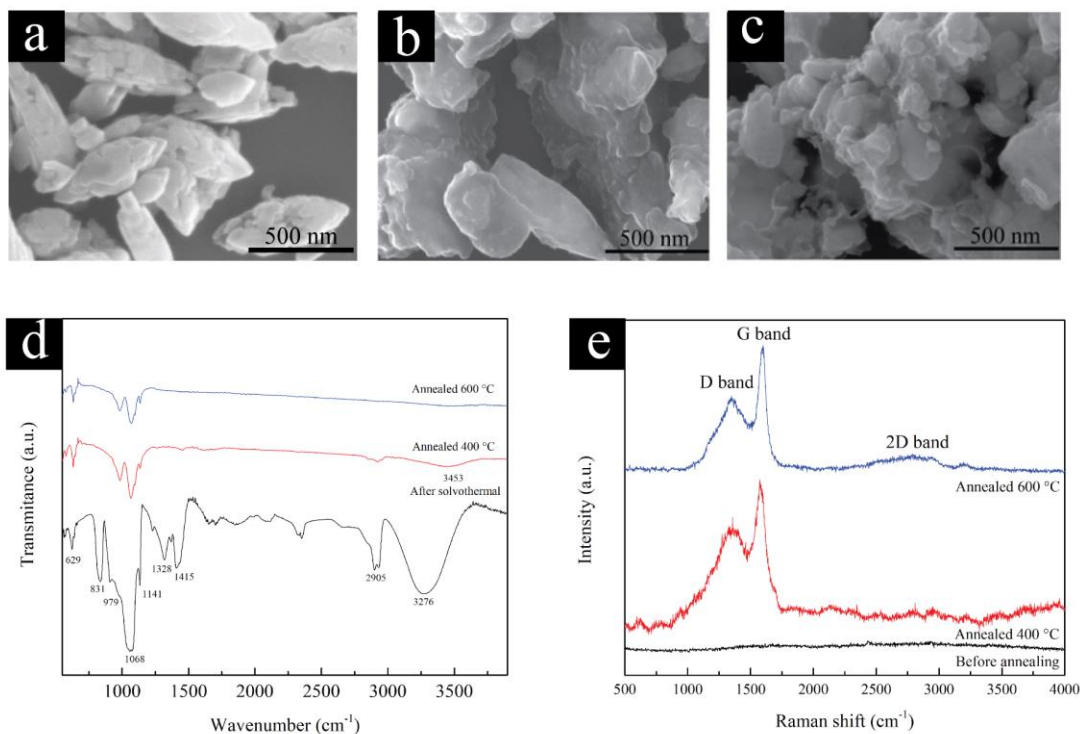 a
b
c
500 nm
500 nm
500 nm
d
Annealed 600 °C
Annealed 400 °C
3453
After solvothermal
629
831
979
1068
1141
1328
1415
2905
3276
1000
1500
2000
2500
3000
3500
Wavenumber (cm-1)
Transmitance (a.u.)
e
G band
D band
2D band
Annealed 600 °C
Annealed 400 °C
Before annealing
500
1000
1500
2000
2500
3000
3500
4000
Raman shift (cm-1)
Intensity (a.u.)